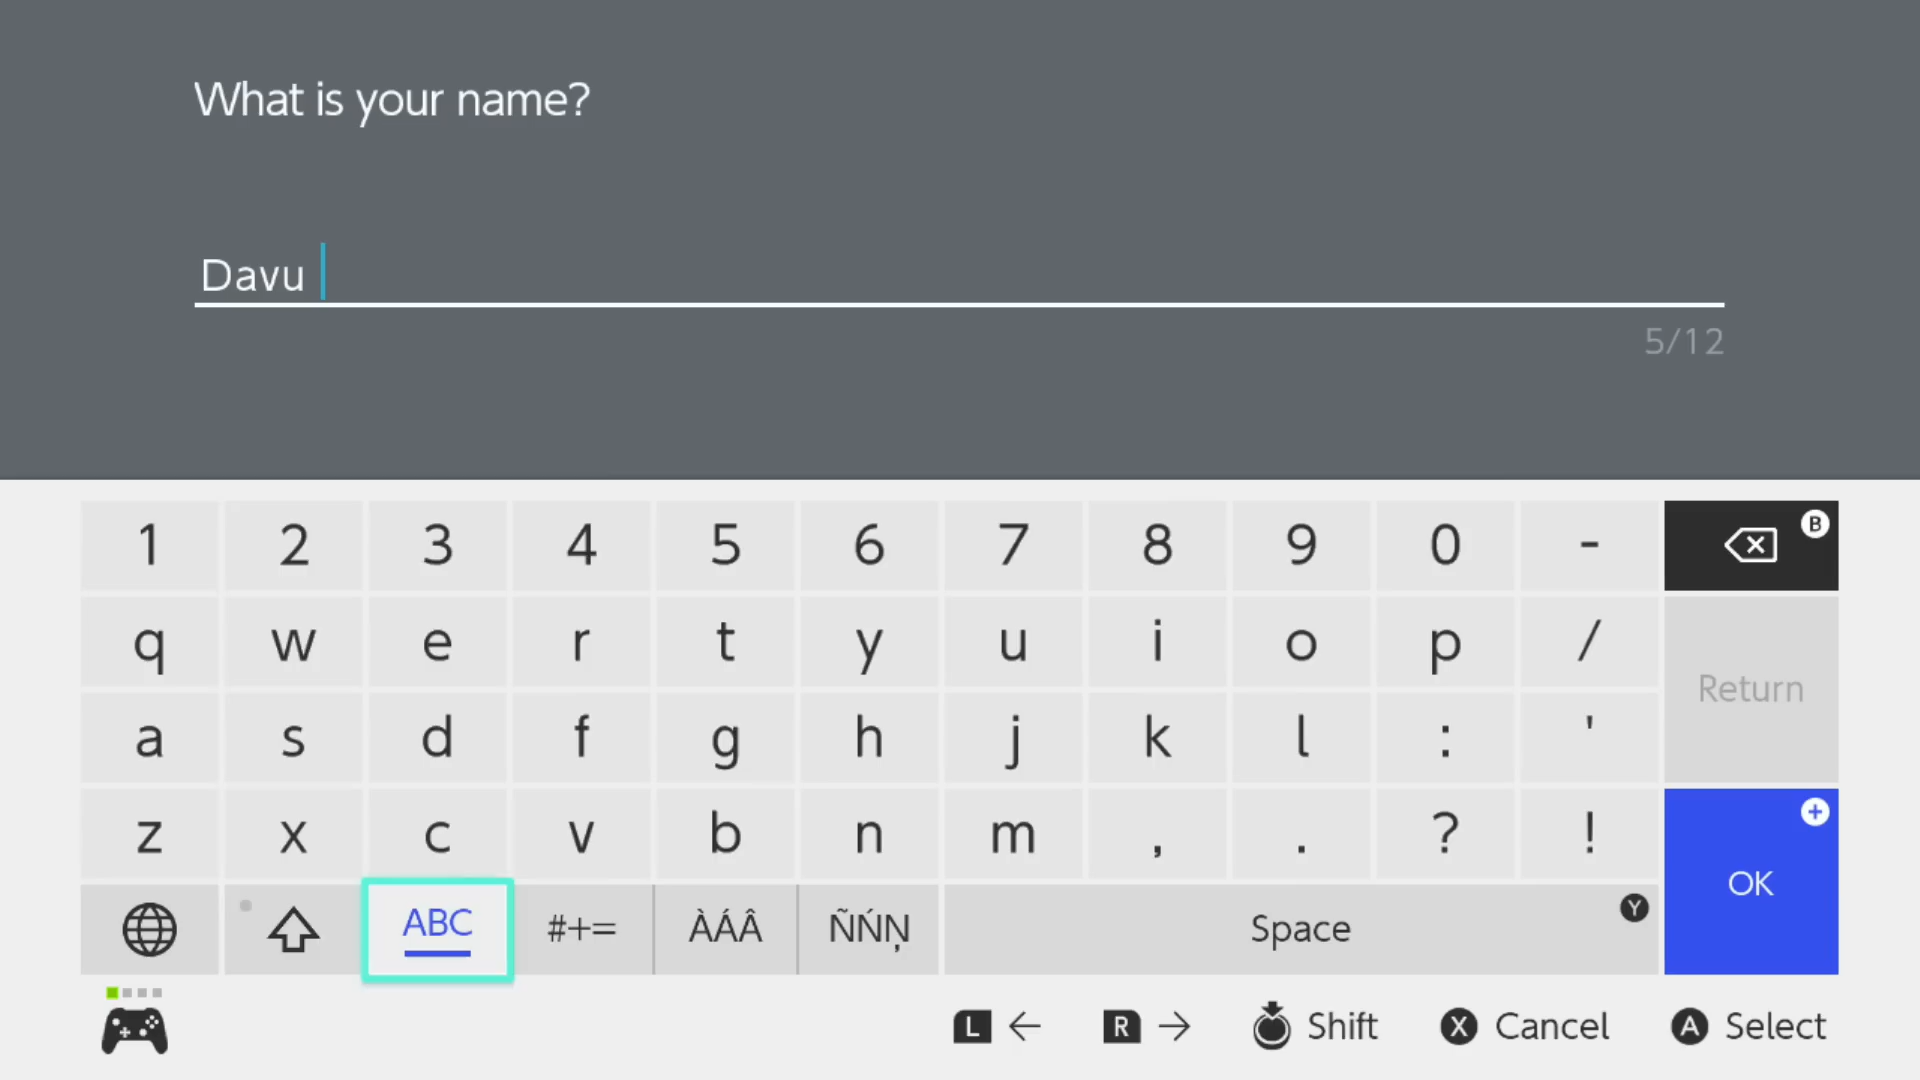 What is your name?
Davu
5/12
1 2 3 4 5 6 7 8 9 0 - B
q w e r t y u i o p / Return
a s d f g h j k l : '
z x c v b n m , . ? ! + OK
ABC #+= ÀÁÂ ÑŃŅ Space Y
L ← R → Shift X Cancel A Select